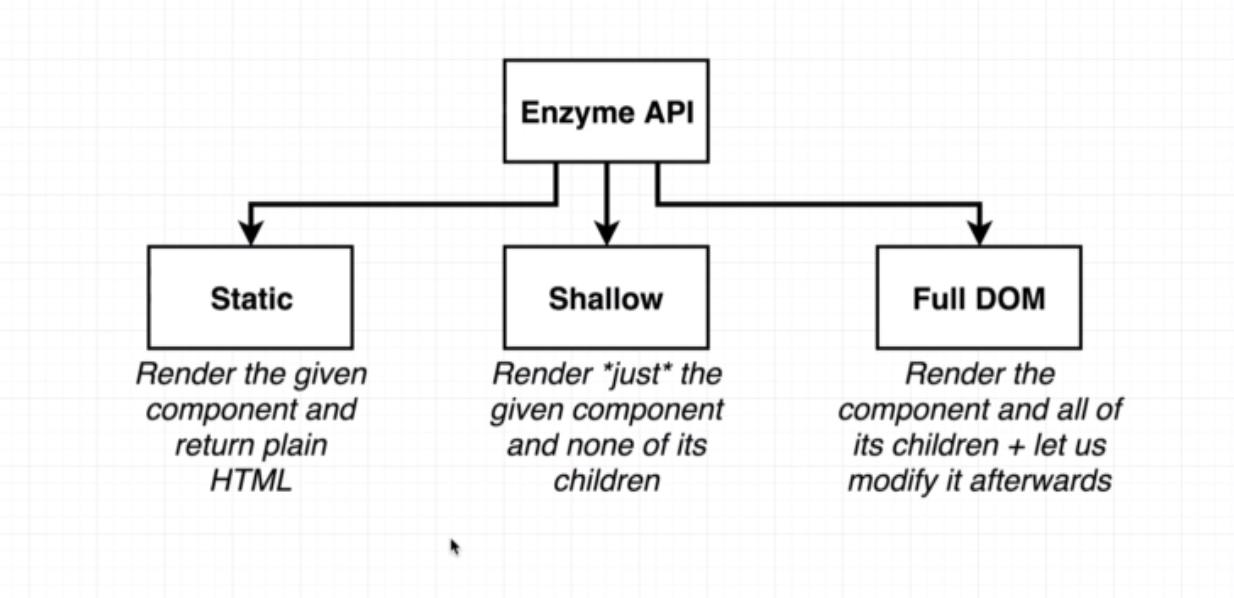 Enzyme API
Static
Shallow
Full DOM
Render the given
component and
return plain
HTML
Render *just* the
given component
and none of its
children
Render the
component and all of
its children + let us
modify it afterwards